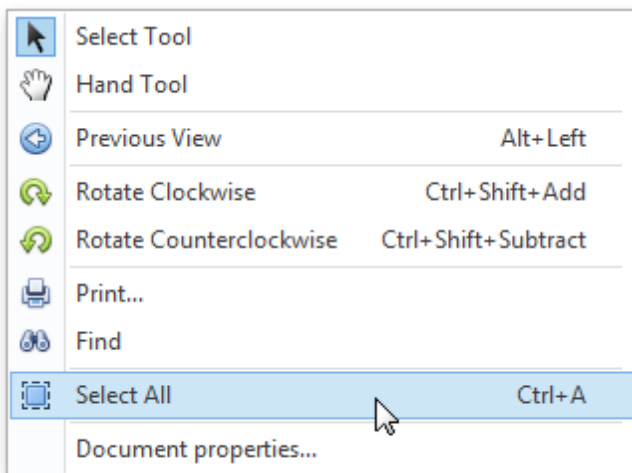 Select Tool
Hand Tool
Previous View Alt+Left
Rotate Clockwise Ctrl+Shift+Add
Rotate Counterclockwise Ctrl+Shift+Subtract
Print...
Find
Select All Ctrl+A
Document properties...